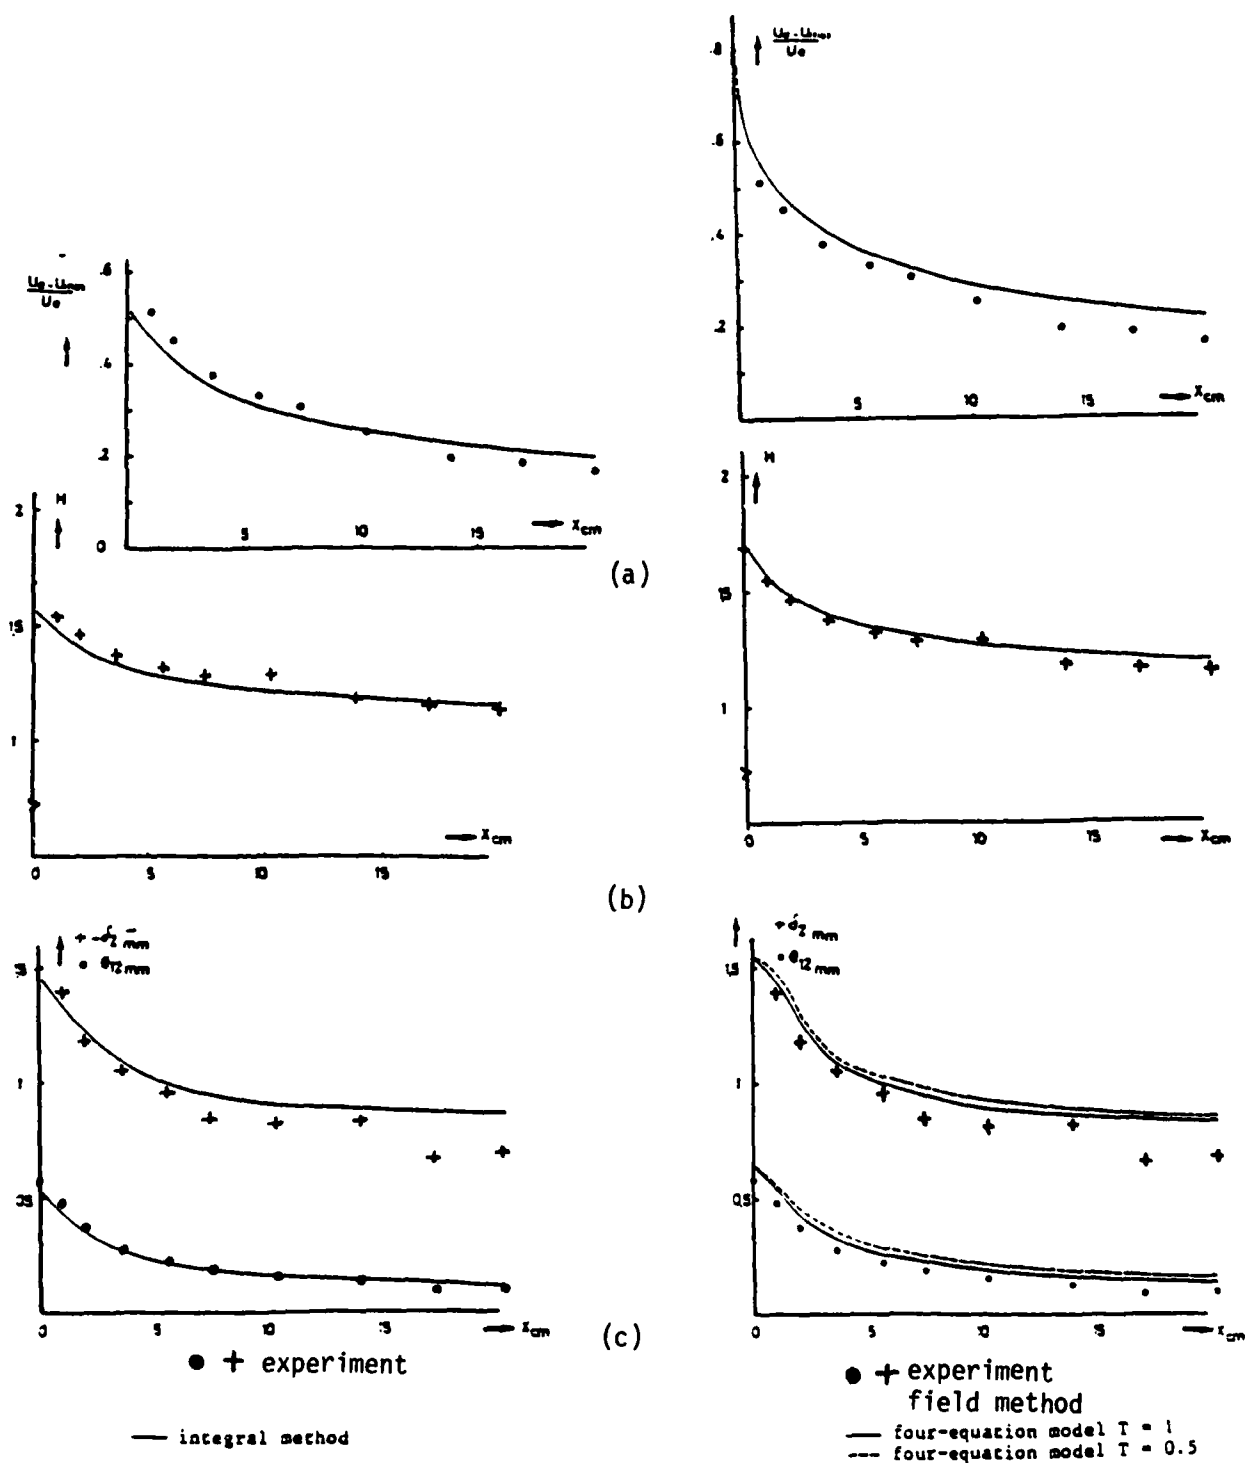 .8
Ue - Umin
Ue
.6
.4
.2
5
10
15
Xcm
.6
Ue - Umin
Ue
.4
.2
0
5
10
15
Xcm
(a)
2
H
1.5
1
Xcm
0
5
10
15
2
H
1.5
1
Xcm
0
5
10
15
(b)
+ δ2 mm
• θ12 mm
1.5
1
0.5
0
5
10
15
Xcm
+ δ2 mm
• θ12 mm
1.5
1
0.5
0
5
10
15
Xcm
(c)
● + experiment
— integral method
● + experiment
field method
— four-equation model T = 1
--- four-equation model T = 0.5